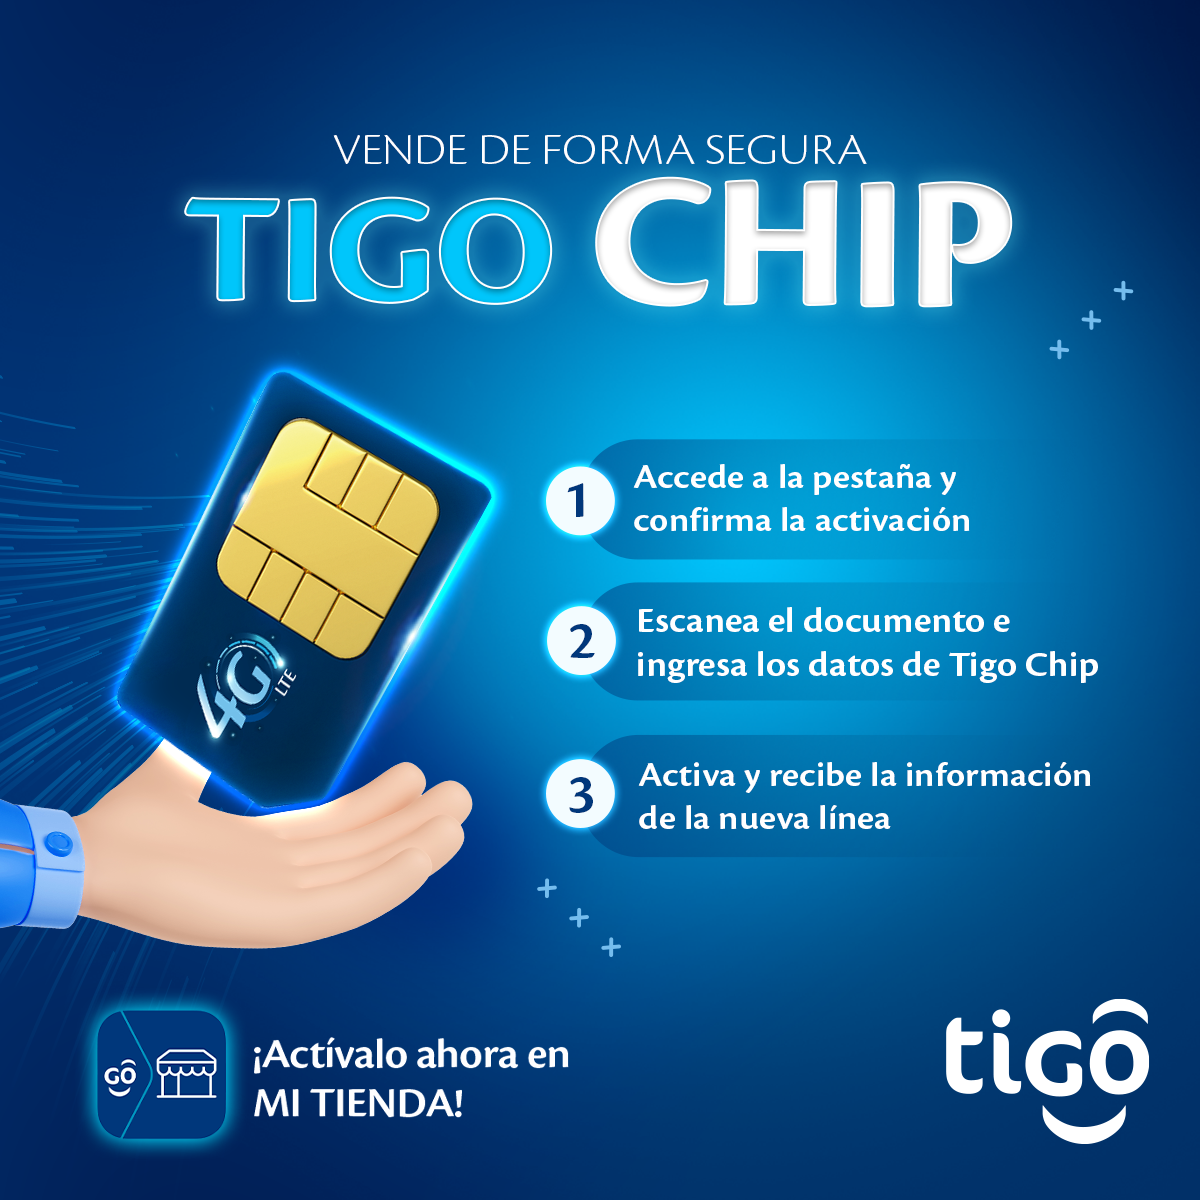 VENDE DE FORMA SEGURA
TIGO CHIP
4G LTE
1
Accede a la pestaña y
confirma la activación
2
Escanea el documento e
ingresa los datos de Tigo Chip
3
Activa y recibe la información
de la nueva línea
GO
¡Actívalo ahora en
MI TIENDA!
tigo